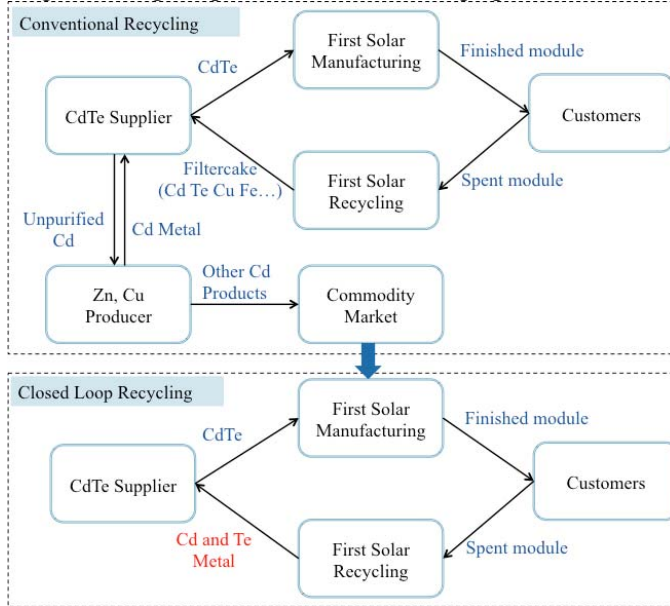 Conventional Recycling
First Solar
Manufacturing
CdTe
Finished module
CdTe Supplier
Customers
Filtercake
(Cd Te Cu Fe…)
First Solar
Recycling
Spent module
Unpurified
Cd
Cd Metal
Zn, Cu
Producer
Other Cd
Products
Commodity
Market
Closed Loop Recycling
First Solar
Manufacturing
CdTe
Finished module
CdTe Supplier
Customers
Cd and Te
Metal
First Solar
Recycling
Spent module